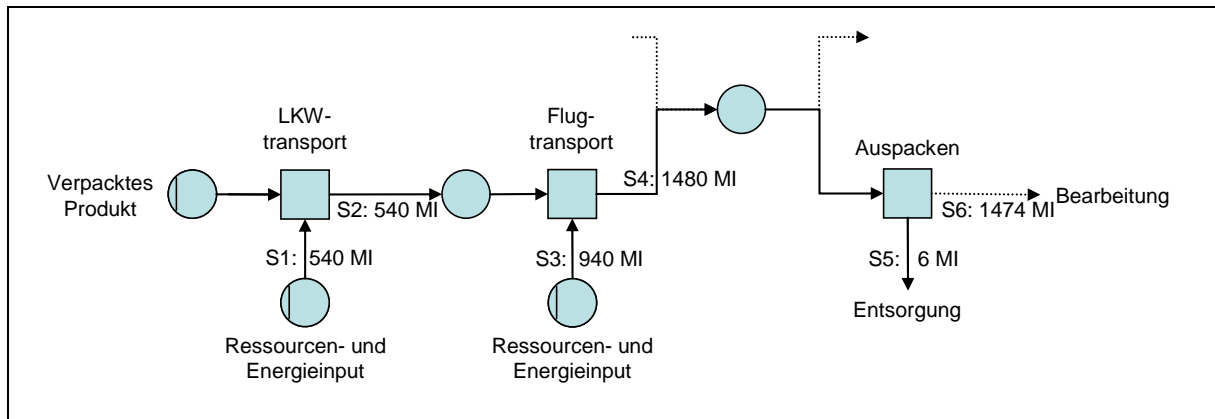 LKW-
transport
Flug-
transport
Auspacken
Verpacktes
Produkt
S2: 540 MI
S4: 1480 MI
S6: 1474 MI
Bearbeitung
S1: 540 MI
S3: 940 MI
S5: 6 MI
Entsorgung
Ressourcen- und
Energieinput
Ressourcen- und
Energieinput